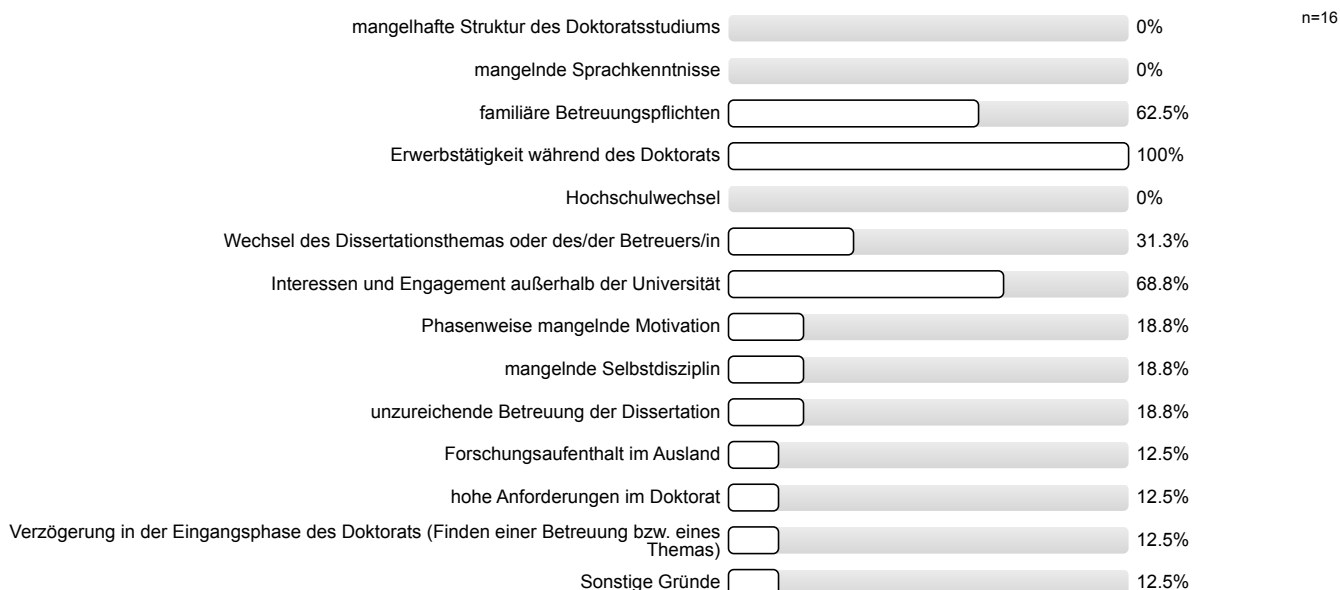 mangelhafte Struktur des Doktoratsstudiums 0% n=16
mangelnde Sprachkenntnisse 0%
familiäre Betreuungspflichten 62.5%
Erwerbstätigkeit während des Doktorats 100%
Hochschulwechsel 0%
Wechsel des Dissertationsthemas oder des/der Betreuers/in 31.3%
Interessen und Engagement außerhalb der Universität 68.8%
Phasenweise mangelnde Motivation 18.8%
mangelnde Selbstdisziplin 18.8%
unzureichende Betreuung der Dissertation 18.8%
Forschungsaufenthalt im Ausland 12.5%
hohe Anforderungen im Doktorat 12.5%
Verzögerung in der Eingangsphase des Doktorats (Finden einer Betreuung bzw. eines
Themas) 12.5%
Sonstige Gründe 12.5%